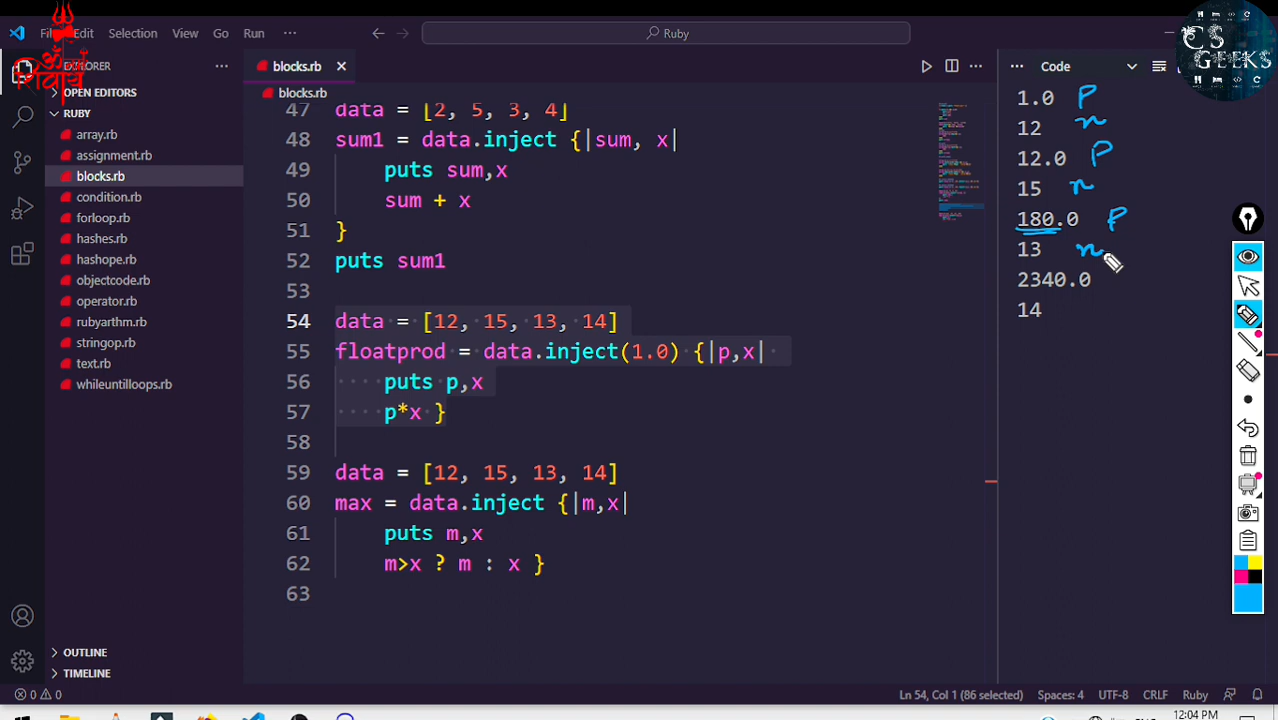 ॐ
शिवाय
File Edit Selection View Go Run ···
Ruby
CS
GEEKS
EXPLORER ···
OPEN EDITORS
RUBY
array.rb
assignment.rb
blocks.rb
condition.rb
forloop.rb
hashes.rb
hashope.rb
objectcode.rb
operator.rb
rubyarthm.rb
stringop.rb
text.rb
whileuntilloops.rb
OUTLINE
TIMELINE
blocks.rb
blocks.rb
47 data = [2, 5, 3, 4]
48 sum1 = data.inject {|sum, x|
49 puts sum,x
50 sum + x
51 }
52 puts sum1
53
54 data = [12, 15, 13, 14]
55 floatprod = data.inject(1.0) {|p,x|
56 puts p,x
57 p*x }
58
59 data = [12, 15, 13, 14]
60 max = data.inject {|m,x|
61 puts m,x
62 m>x ? m : x }
63
··· Code
1.0 P
12 n
12.0 P
15 n
180.0 P
13 n
2340.0
14
0 0
Ln 54, Col 1 (86 selected) Spaces: 4 UTF-8 CRLF Ruby
12:04 PM